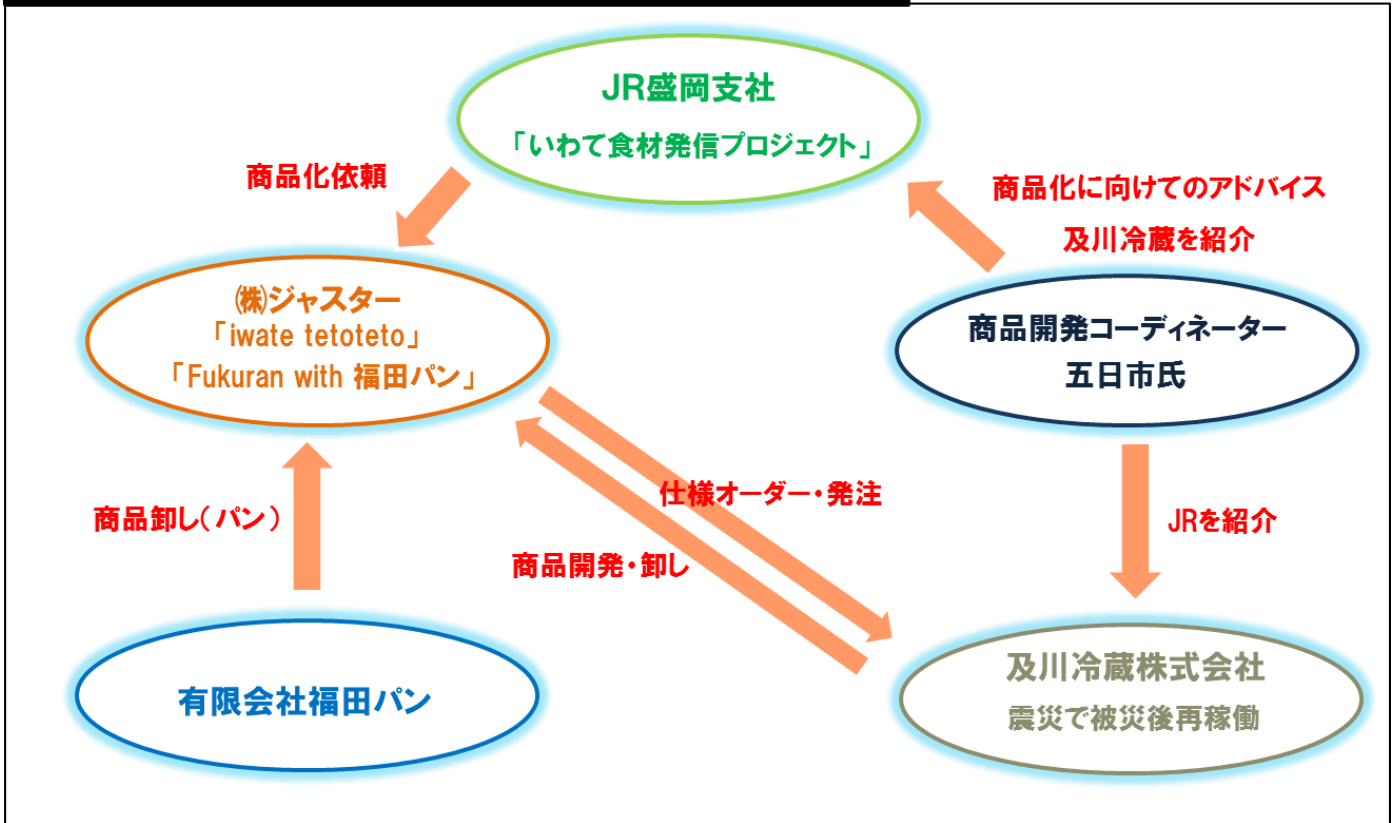 JR盛岡支社
「いわて食材発信プロジェクト」
商品化依頼
商品化に向けてのアドバイス
及川冷蔵を紹介
㈱ジャスター
「iwate tetoteto」
「Fukuran with 福田パン」
商品開発コーディネーター
五日市氏
仕様オーダー・発注
商品卸し(パン)
JRを紹介
商品開発・卸し
有限会社福田パン
及川冷蔵株式会社
震災で被災後再稼働